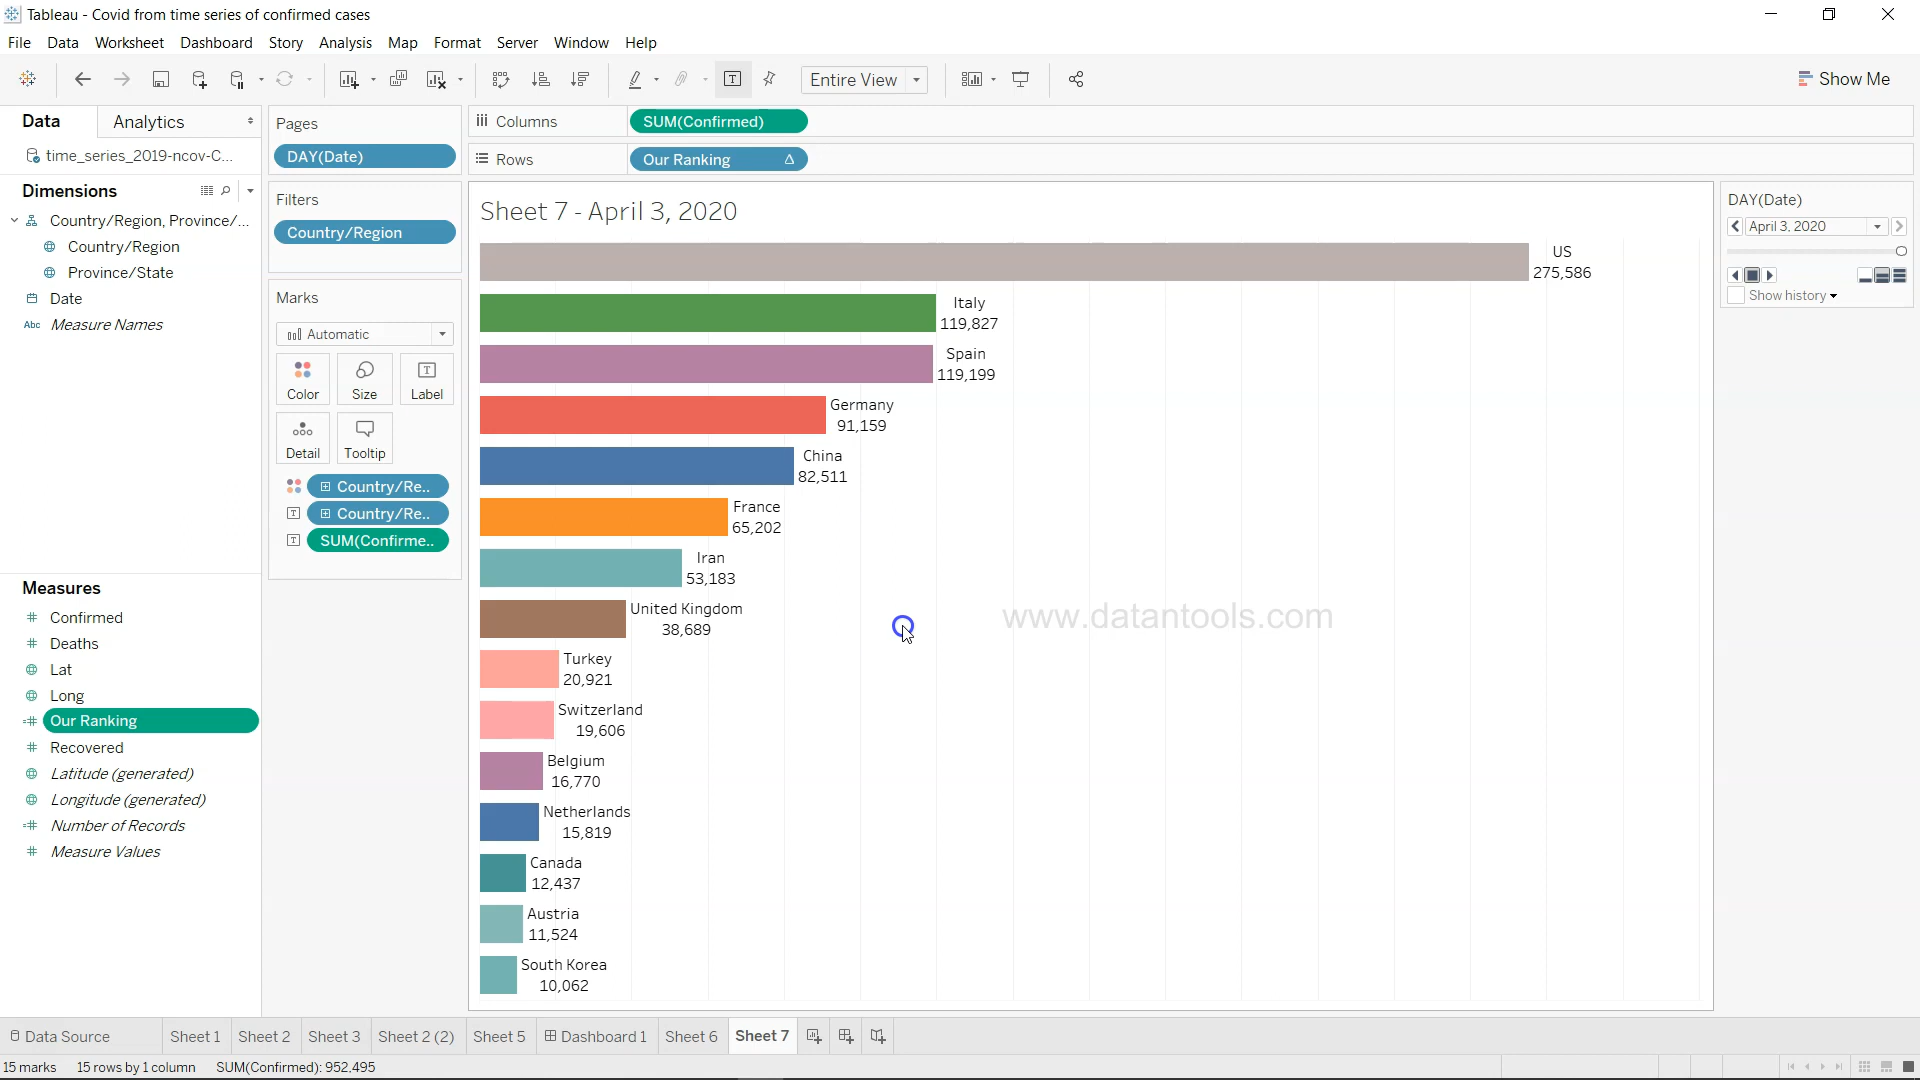 Tableau - Covid from time series of confirmed cases
File Data Worksheet Dashboard Story Analysis Map Format Server Window Help
Entire View
Show Me
Data Analytics
time_series_2019-ncov-C...
Dimensions
Country/Region, Province/...
Country/Region
Province/State
Date
Abc Measure Names
Measures
Confirmed
Deaths
Lat
Long
Our Ranking
Recovered
Latitude (generated)
Longitude (generated)
Number of Records
Measure Values
Pages
DAY(Date)
Filters
Country/Region
Marks
Automatic
Color Size Label
Detail Tooltip
Country/Re..
Country/Re..
SUM(Confirme..
Columns SUM(Confirmed)
Rows Our Ranking
Sheet 7 - April 3, 2020
US
275,586
Italy
119,827
Spain
119,199
Germany
91,159
China
82,511
France
65,202
Iran
53,183
United Kingdom
38,689
Turkey
20,921
Switzerland
19,606
Belgium
16,770
Netherlands
15,819
Canada
12,437
Austria
11,524
South Korea
10,062
www.datantools.com
DAY(Date)
April 3, 2020
Show history
Data Source Sheet 1 Sheet 2 Sheet 3 Sheet 2 (2) Sheet 5 Dashboard 1 Sheet 6 Sheet 7
15 marks 15 rows by 1 column SUM(Confirmed): 952,495